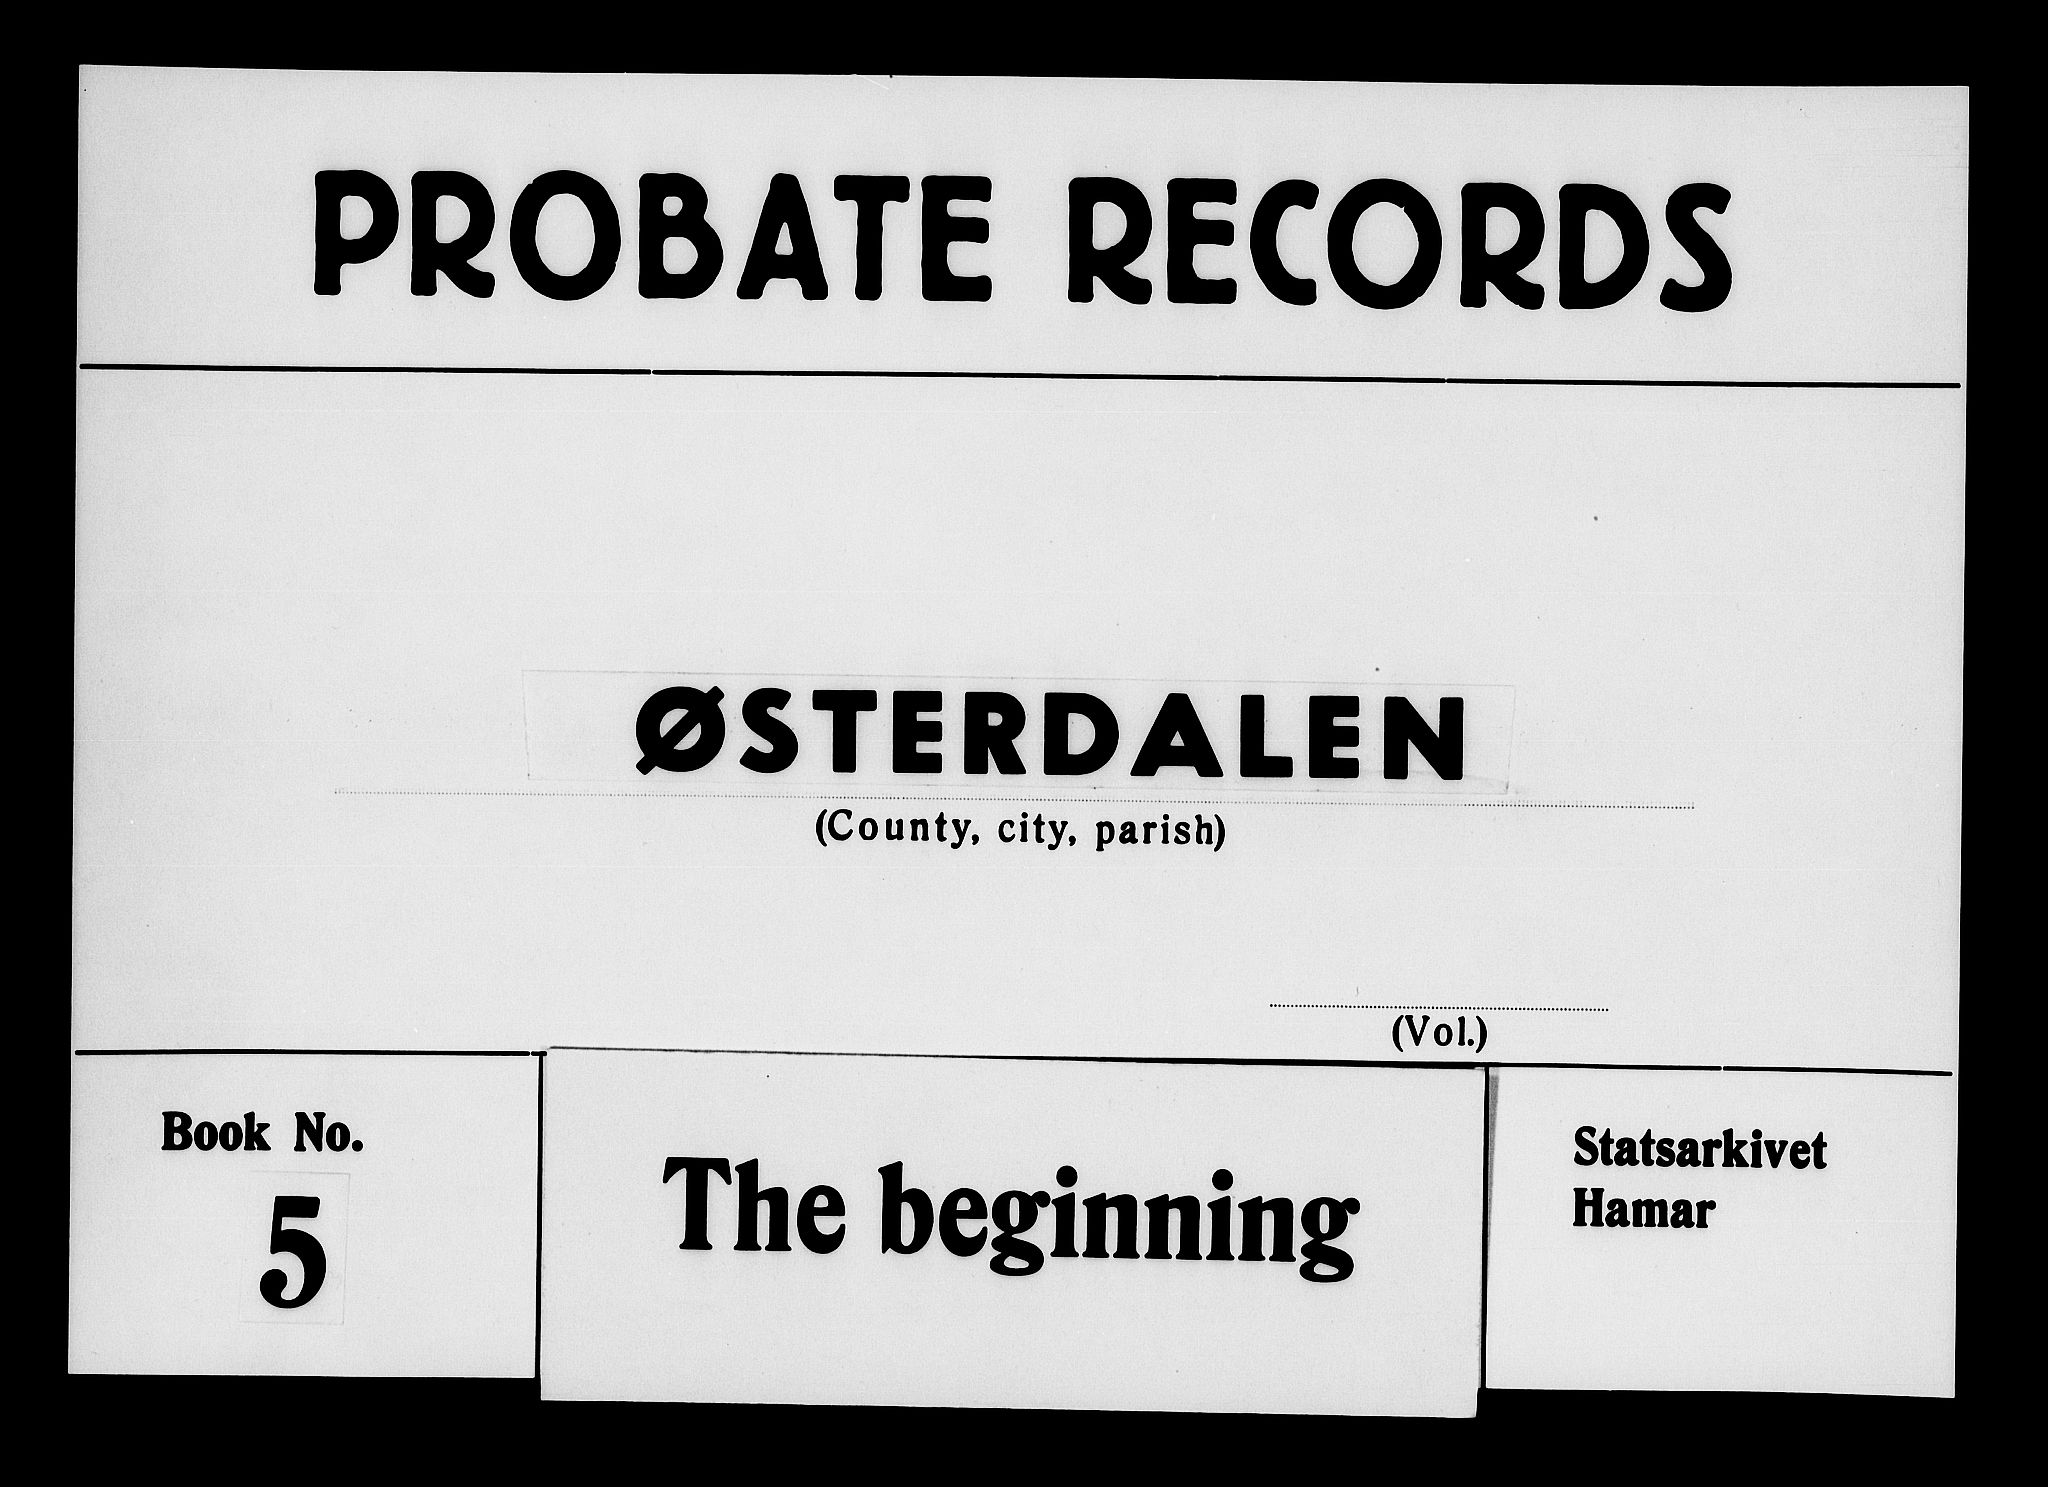 PROBATE RECORDS
ØSTERDALEN
(County, city, parish)
(Vol.)
Book No.
5
The beginning
Statsarkivet
Hamar